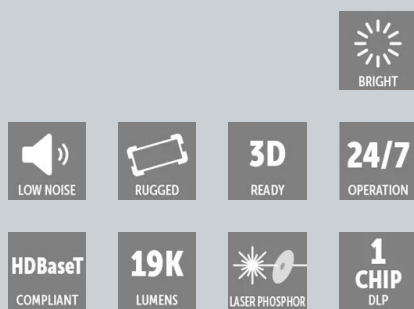 BRIGHT
LOW NOISE
RUGGED
3D
READY
24/7
OPERATION
HDBaseT
COMPLIANT
19K
LUMENS
LASER PHOSPHOR
1
CHIP
DLP